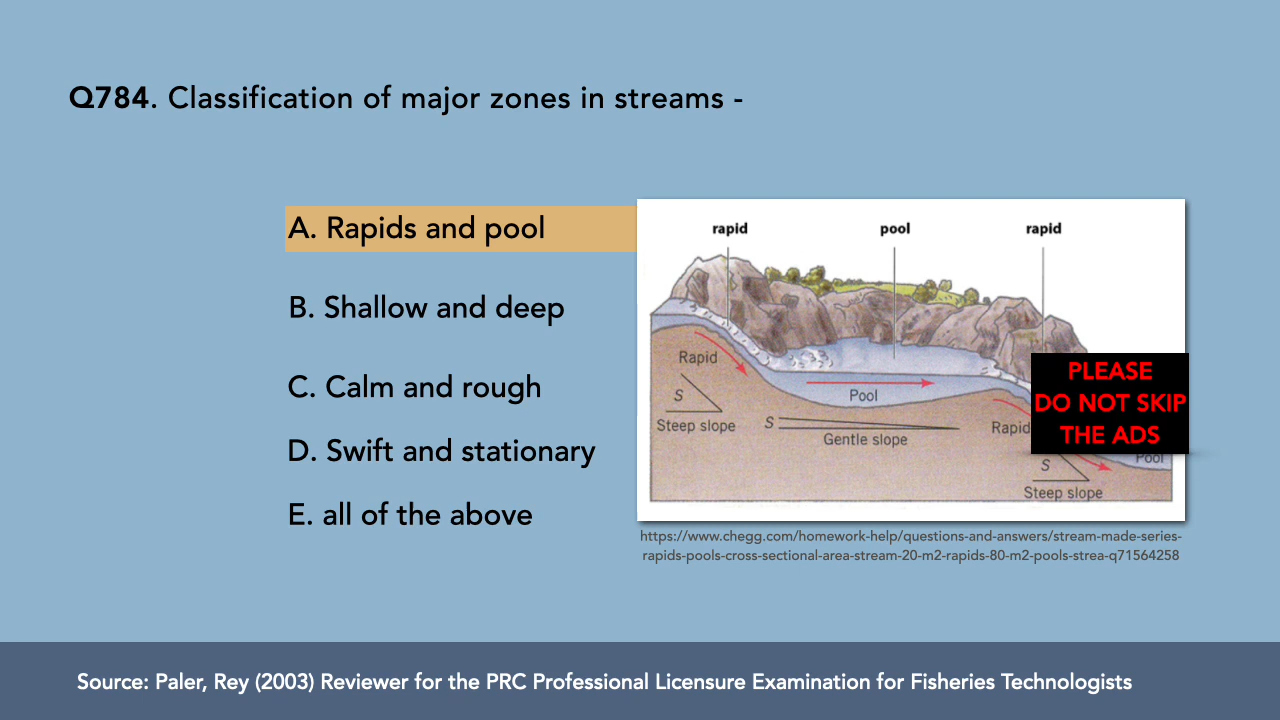 Q784. Classification of major zones in streams -
A. Rapids and pool
B. Shallow and deep
C. Calm and rough
D. Swift and stationary
E. all of the above
rapid pool rapid
Rapid
S
Steep slope
Pool
S
Gentle slope
Rapid
PLEASE
DO NOT SKIP
THE ADS
Pool
S
Steep slope
https://www.chegg.com/homework-help/questions-and-answers/stream-made-series-
rapids-pools-cross-sectional-area-stream-20-m2-rapids-80-m2-pools-strea-q71564258
Source: Paler, Rey (2003) Reviewer for the PRC Professional Licensure Examination for Fisheries Technologists